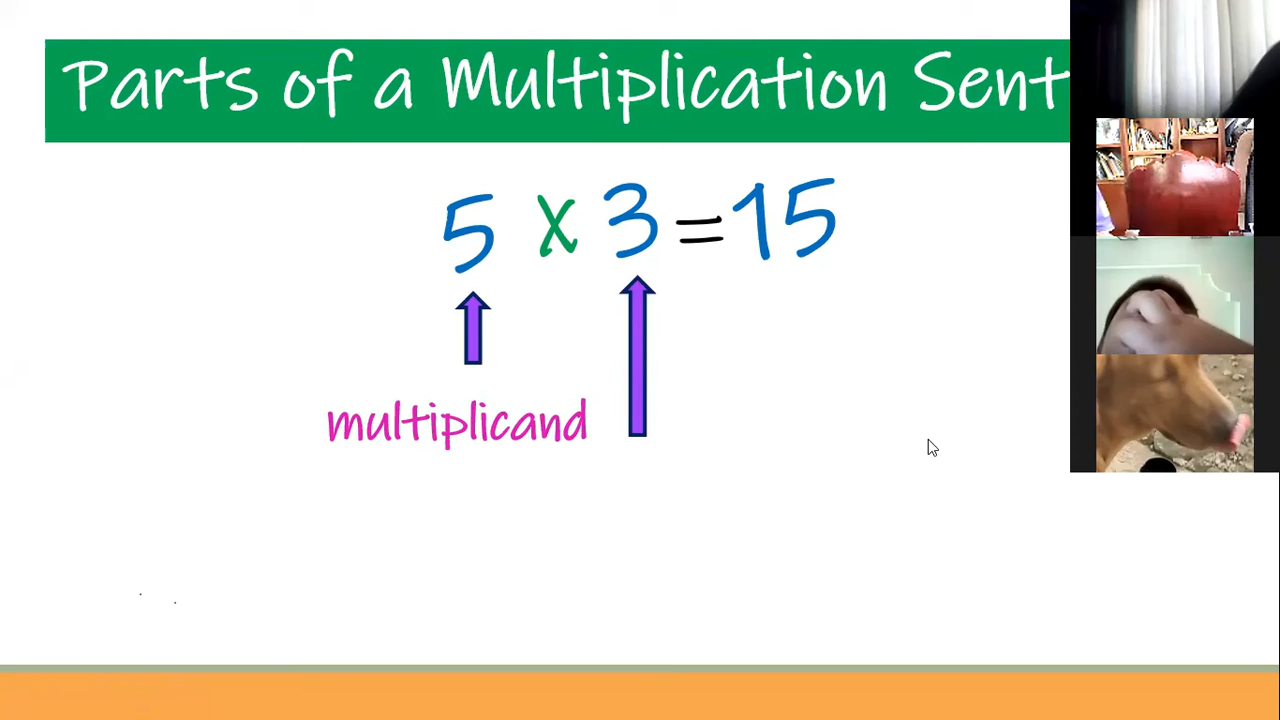 Parts of a Multiplication Sent
5 x 3 = 15
multiplicand